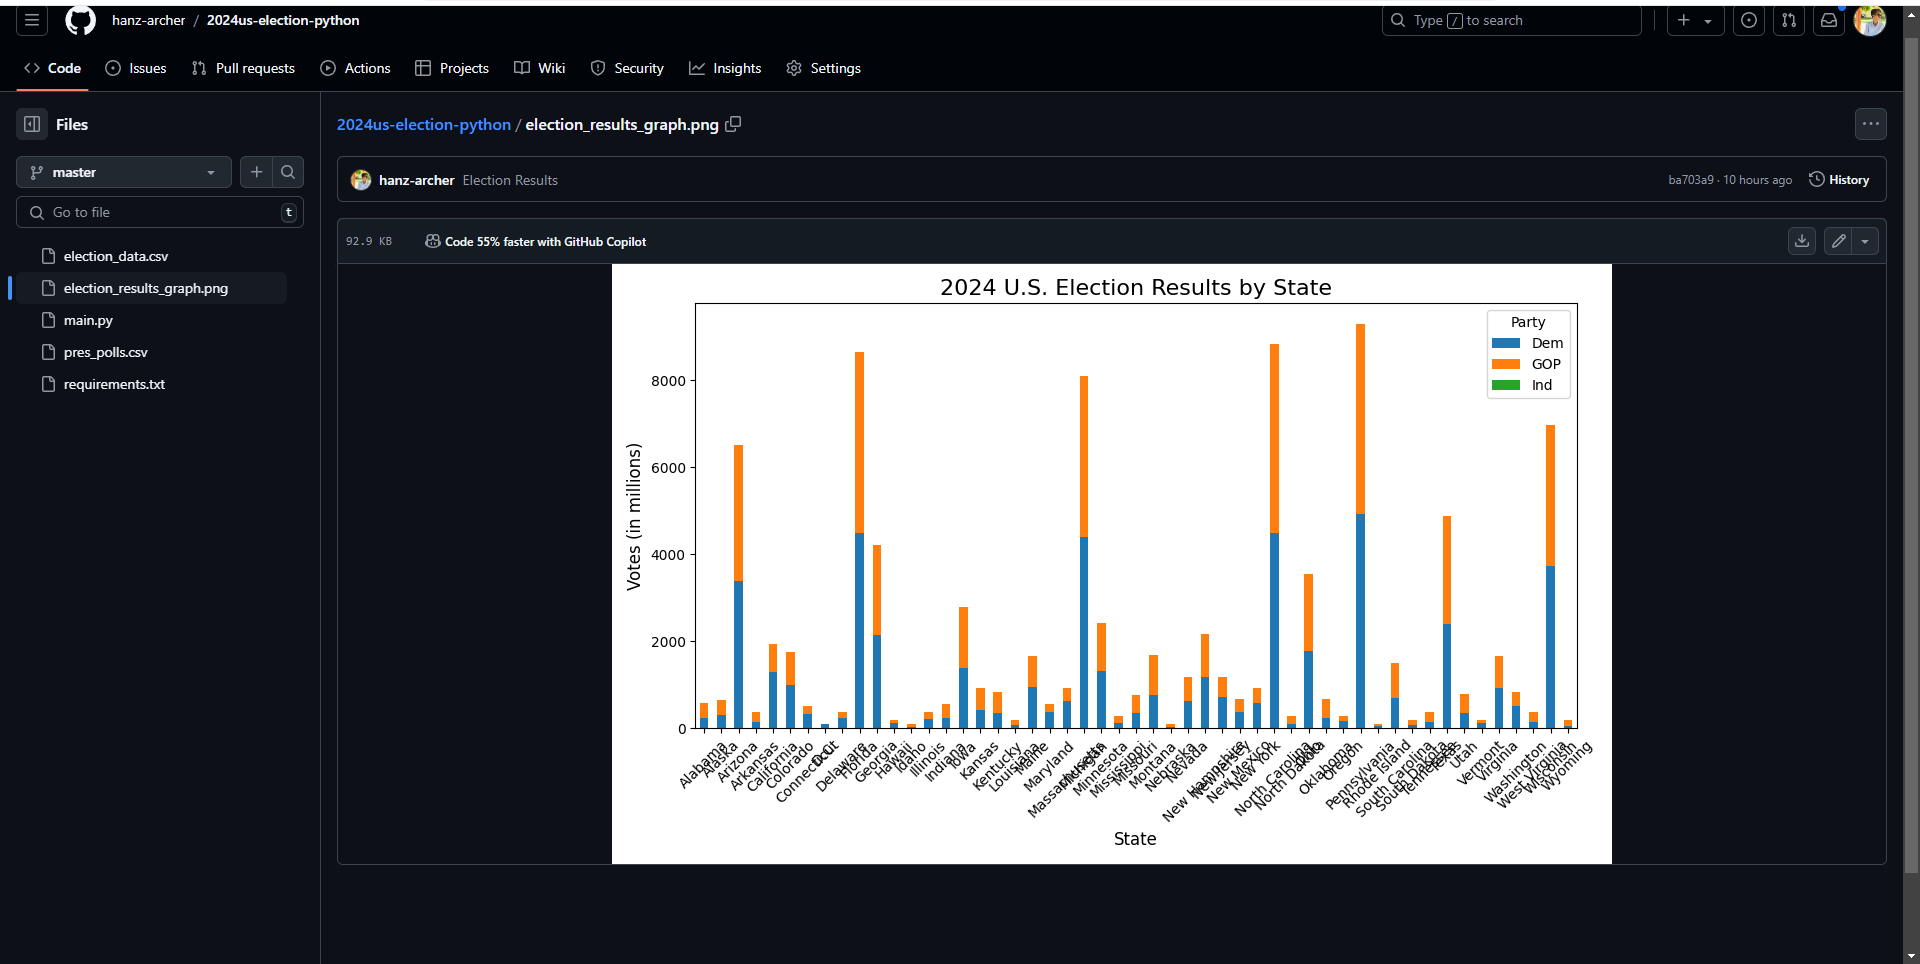 hanz-archer / 2024us-election-python
Type / to search
Code
Issues
Pull requests
Actions
Projects
Wiki
Security
Insights
Settings
Files
master
Go to file
t
election_data.csv
election_results_graph.png
main.py
pres_polls.csv
requirements.txt
2024us-election-python / election_results_graph.png
hanz-archer Election Results
ba703a9 · 10 hours ago
History
92.9 KB
Code 55% faster with GitHub Copilot
2024 U.S. Election Results by State
Party
Dem
GOP
Ind
Votes (in millions)
8000
6000
4000
2000
0
Alabama
Alaska
Arizona
Arkansas
California
Colorado
Connecticut
D.C.
Delaware
Florida
Georgia
Hawaii
Idaho
Illinois
Indiana
Iowa
Kansas
Kentucky
Louisiana
Maine
Maryland
Massachusetts
Michigan
Minnesota
Mississippi
Missouri
Montana
Nebraska
Nevada
New Hampshire
New Jersey
New Mexico
New York
North Carolina
North Dakota
Ohio
Oklahoma
Oregon
Pennsylvania
Rhode Island
South Carolina
South Dakota
Tennessee
Texas
Utah
Vermont
Virginia
Washington
West Virginia
Wisconsin
Wyoming
State